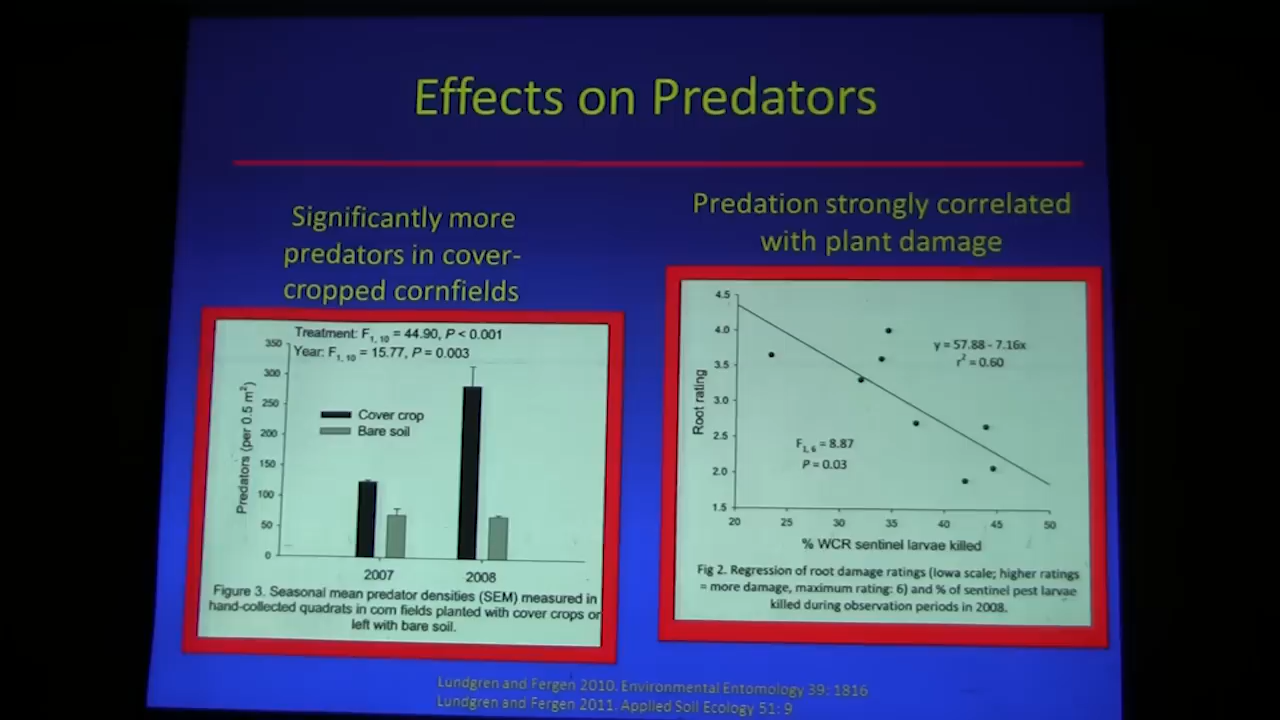 Effects on Predators
Significantly more
predators in cover-
cropped cornfields
Treatment: F1, 10 = 44.90, P < 0.001
Year: F1, 10 = 15.77, P = 0.003
350
300
250
200
150
100
50
0
Predators (per 0.5 m²)
Cover crop
Bare soil
2007
2008
Figure 3. Seasonal mean predator densities (SEM) measured in
hand-collected quadrats in corn fields planted with cover crops or
left with bare soil.
Predation strongly correlated
with plant damage
4.5
4.0
3.5
3.0
2.5
2.0
1.5
Root rating
y = 57.88 - 7.16x
r² = 0.60
F1, 6 = 8.87
P = 0.03
20
25
30
35
40
45
50
% WCR sentinel larvae killed
Fig 2. Regression of root damage ratings (Iowa scale; higher ratings
= more damage, maximum rating: 6) and % of sentinel pest larvae
killed during observation periods in 2008.
Lundgren and Fergen 2010. Environmental Entomology 39: 1816
Lundgren and Fergen 2011. Applied Soil Ecology 51: 9